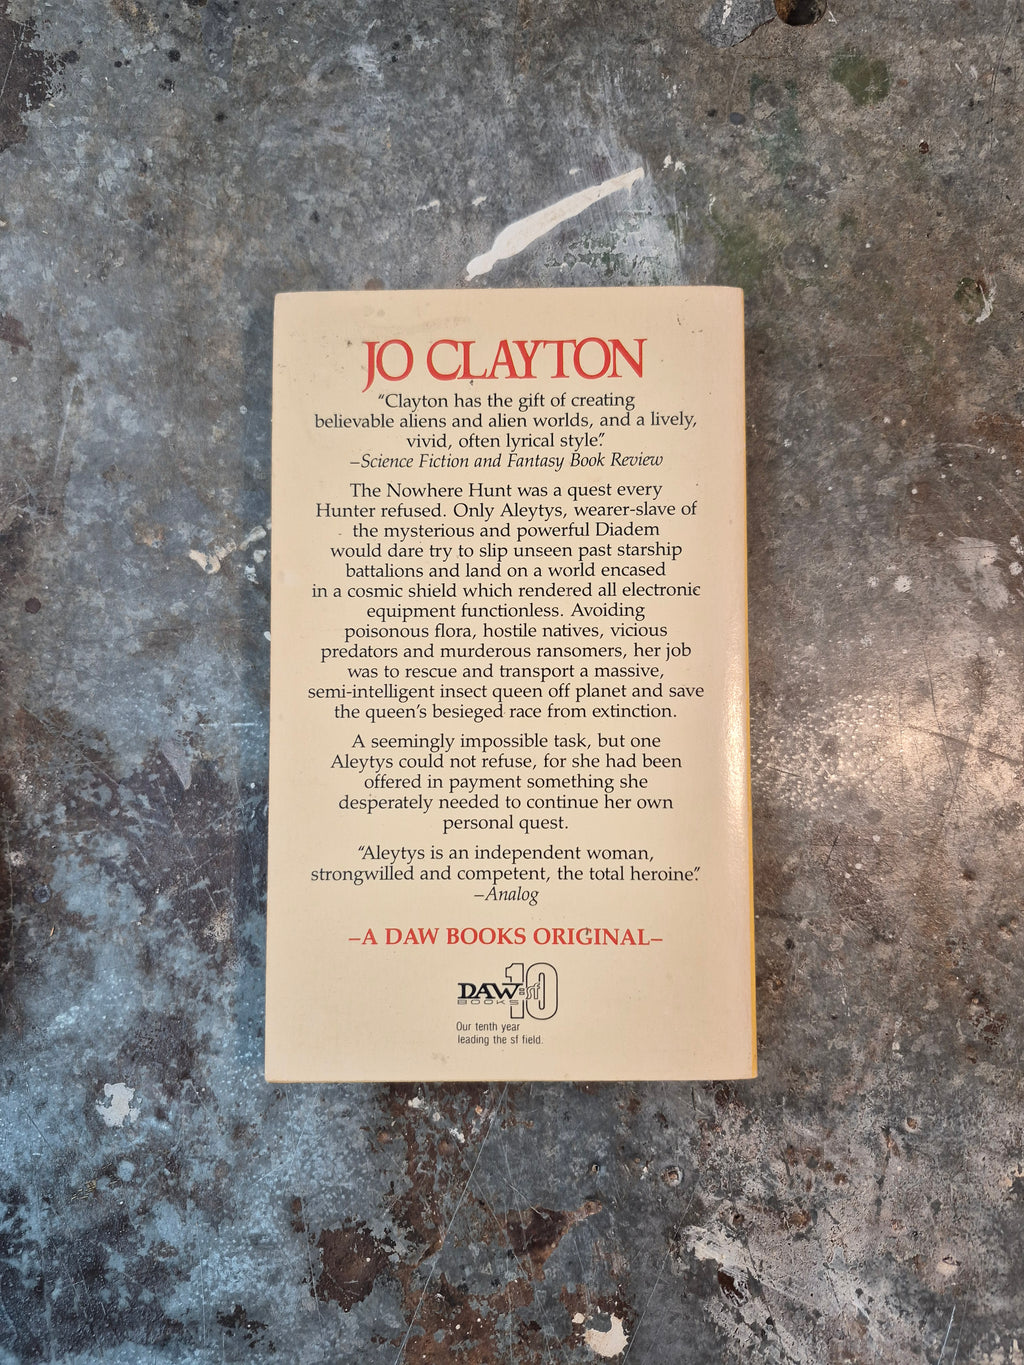 JO CLAYTON
“Clayton has the gift of creating
believable aliens and alien worlds, and a lively,
vivid, often lyrical style.”
—Science Fiction and Fantasy Book Review
The Nowhere Hunt was a quest every
Hunter refused. Only Aleytys, wearer-slave of
the mysterious and powerful Diadem
would dare try to slip unseen past starship
battalions and land on a world encased
in a cosmic shield which rendered all electronic
equipment functionless. Avoiding
poisonous flora, hostile natives, vicious
predators and murderous ransomers, her job
was to rescue and transport a massive,
semi-intelligent insect queen off planet and save
the queen’s besieged race from extinction.
A seemingly impossible task, but one
Aleytys could not refuse, for she had been
offered in payment something she
desperately needed to continue her own
personal quest.
“Aleytys is an independent woman,
strongwilled and competent, the total heroine.”
—Analog
—A DAW BOOKS ORIGINAL—
DAW sf 10
BOOKS
Our tenth year
leading the sf field.